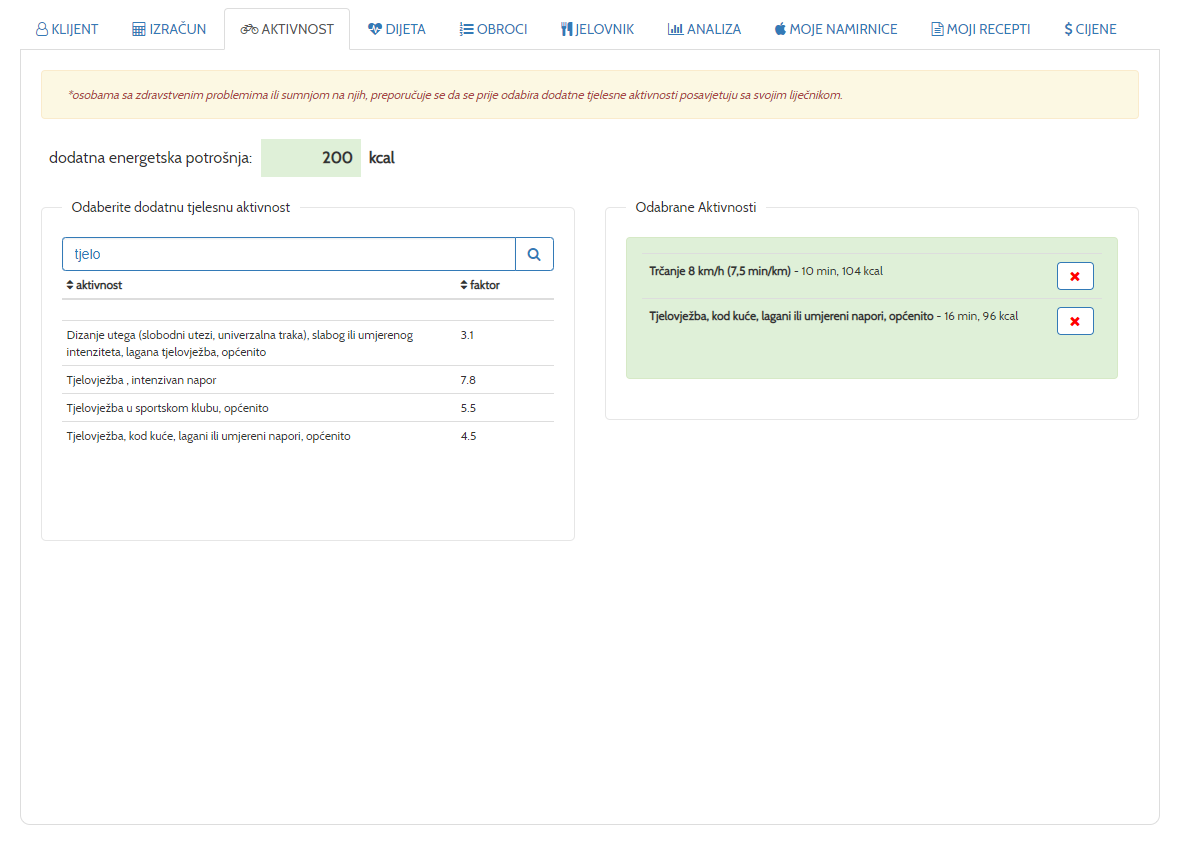 KLIJENT IZRAČUN AKTIVNOST DIJETA OBROCI JELOVNIK ANALIZA MOJE NAMIRNICE MOJI RECEPTI $ CIJENE
*osobama sa zdravstvenim problemima ili sumnjom na njih, preporučuje se da se prije odabira dodatne tjelesne aktivnosti posavjetuju sa svojim liječnikom.
dodatna energetska potrošnja: 200 kcal
Odaberite dodatnu tjelesnu aktivnost
tjelo
aktivnost faktor
Dizanje utega (slobodni utezi, univerzalna traka), slabog ili umjerenog 3.1
intenziteta, lagana tjelovježba, općenito
Tjelovježba , intenzivan napor 7.8
Tjelovježba u sportskom klubu, općenito 5.5
Tjelovježba, kod kuće, lagani ili umjereni napori, općenito 4.5
Odabrane Aktivnosti
Trčanje 8 km/h (7,5 min/km) - 10 min, 104 kcal
Tjelovježba, kod kuće, lagani ili umjereni napori, općenito - 16 min, 96 kcal